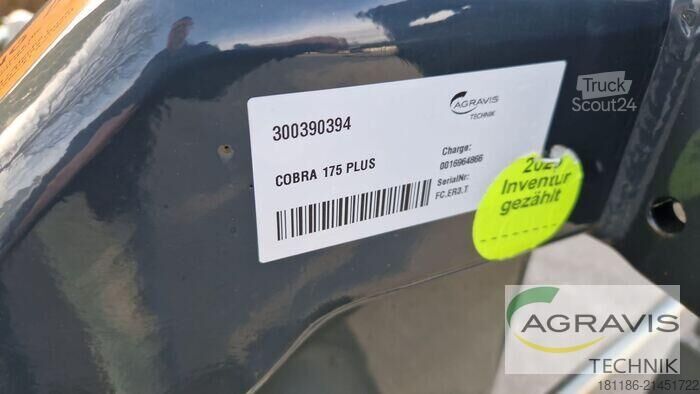 300390394
AGRAVIS
TECHNIK
COBRA 175 PLUS
Charge:
0016964866
SerialNr:
FC.ER3.T
Inventur
gezählt
Truck
Scout24
AGRAVIS
TECHNIK
181186-21451722